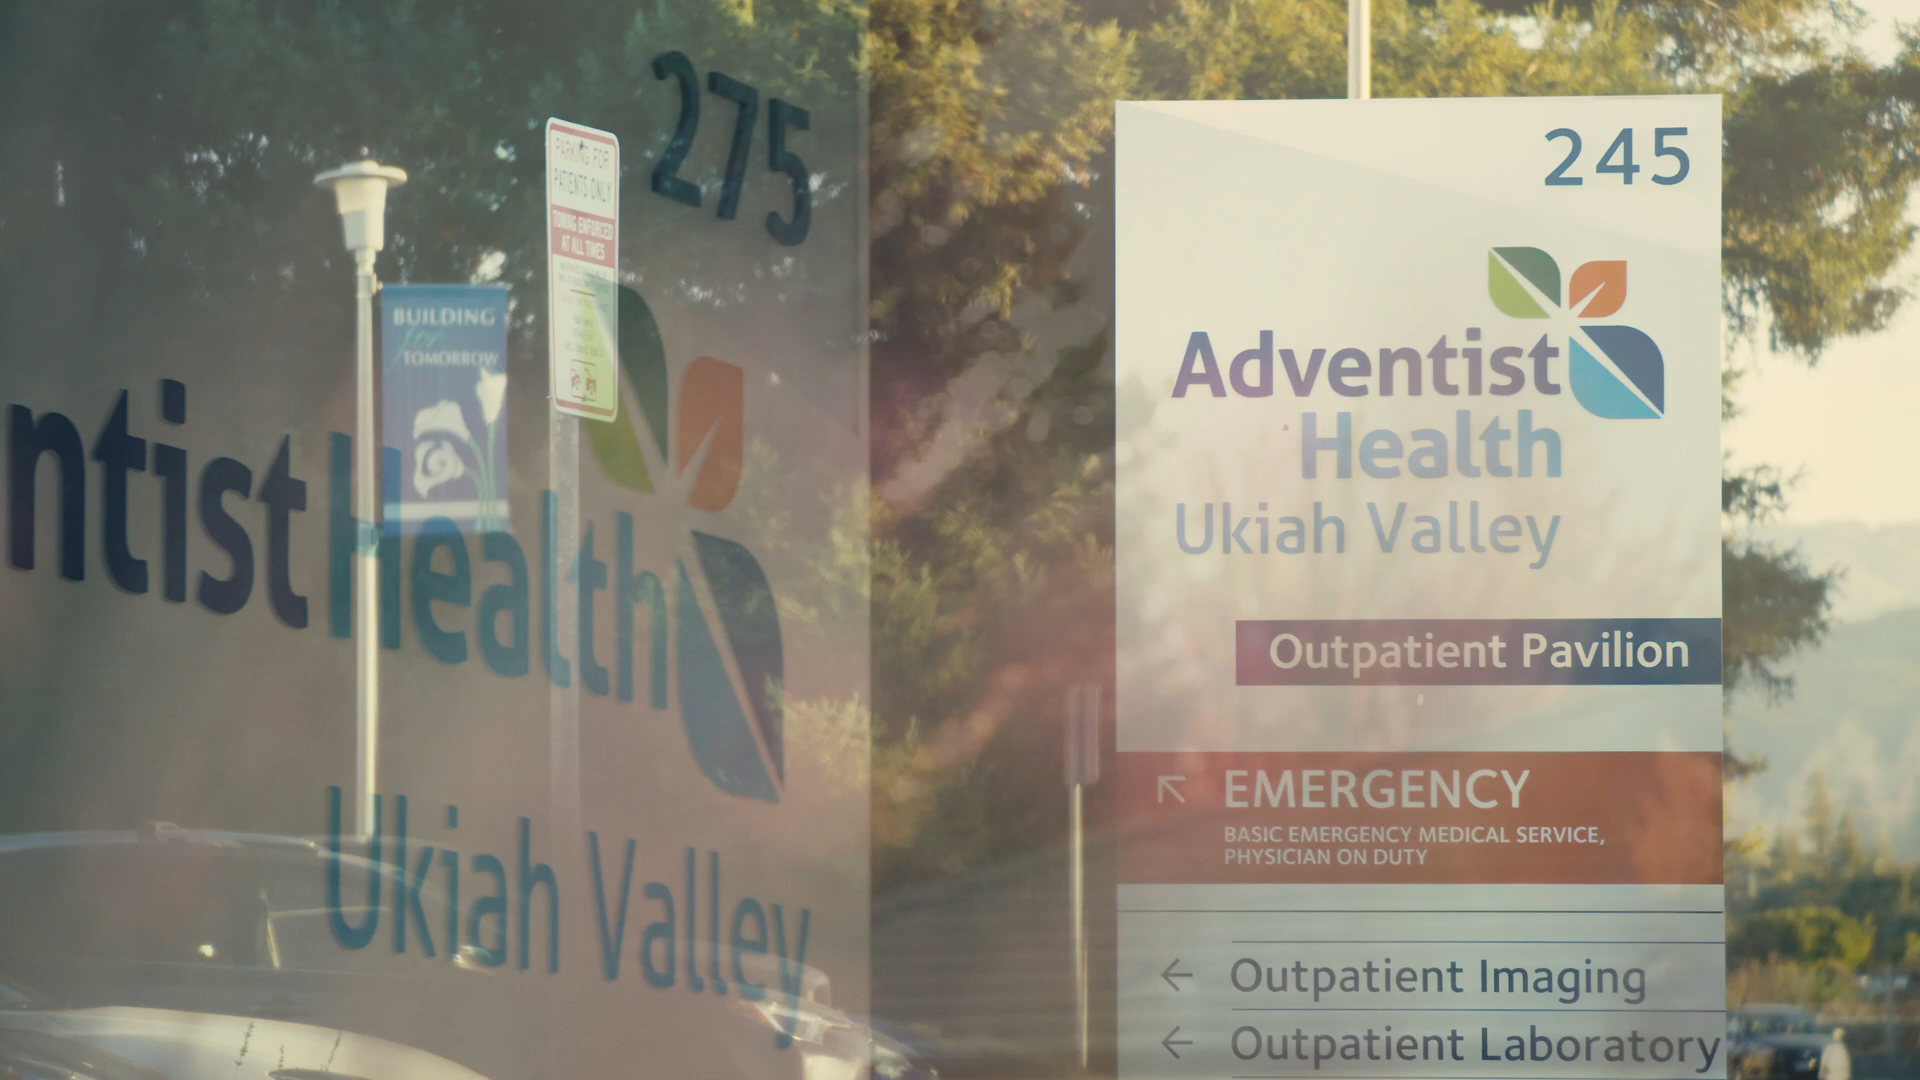 275
BUILDING
for
TOMORROW
PARKING FOR
PATIENTS ONLY
TOWING ENFORCED
AT ALL TIMES
ntist Health
Ukiah Valley
245
Adventist
Health
Ukiah Valley
Outpatient Pavilion
EMERGENCY
BASIC EMERGENCY MEDICAL SERVICE,
PHYSICIAN ON DUTY
Outpatient Imaging
Outpatient Laboratory